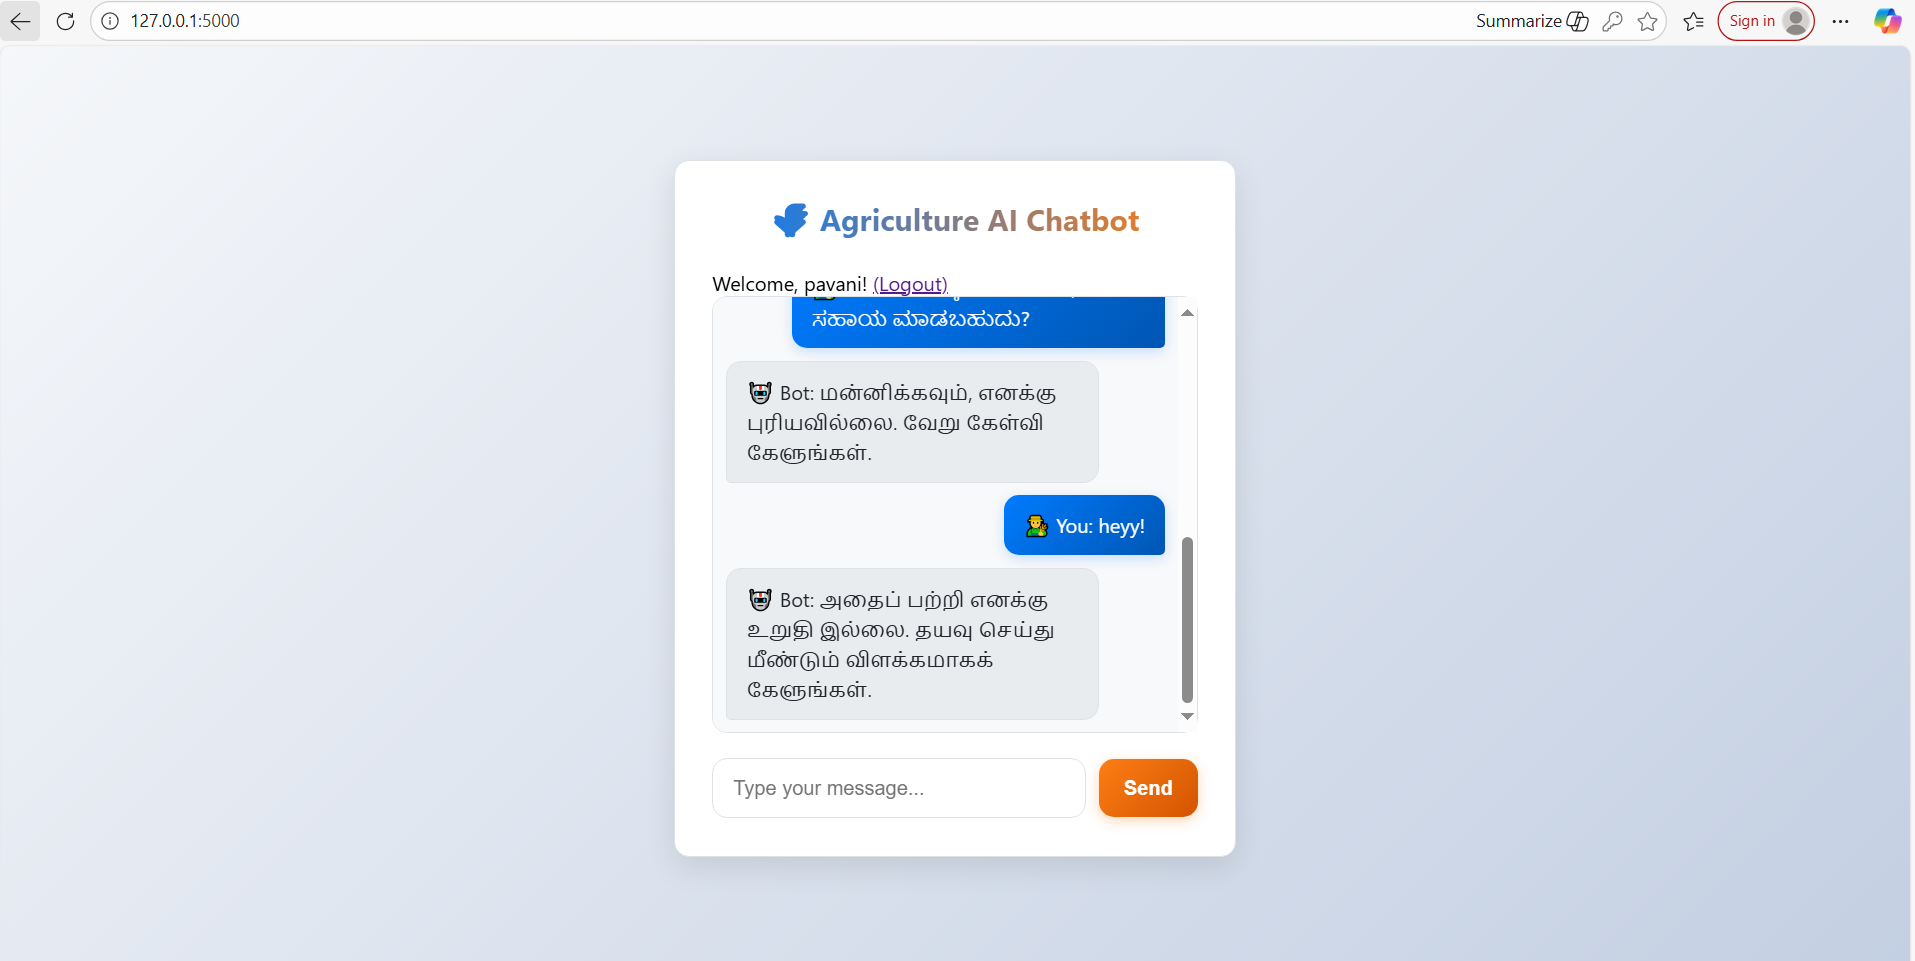 127.0.0.1:5000
Summarize
Sign in
Agriculture AI Chatbot
Welcome, pavani! (Logout)
ಸಹಾಯ ಮಾಡಬಹುದು?
Bot: மன்னிக்கவும், எனக்கு
புரியவில்லை. வேறு கேள்வி
கேளுங்கள்.
You: heyy!
Bot: அதைப் பற்றி எனக்கு
உறுதி இல்லை. தயவு செய்து
மீண்டும் விளக்கமாகக்
கேளுங்கள்.
Type your message...
Send